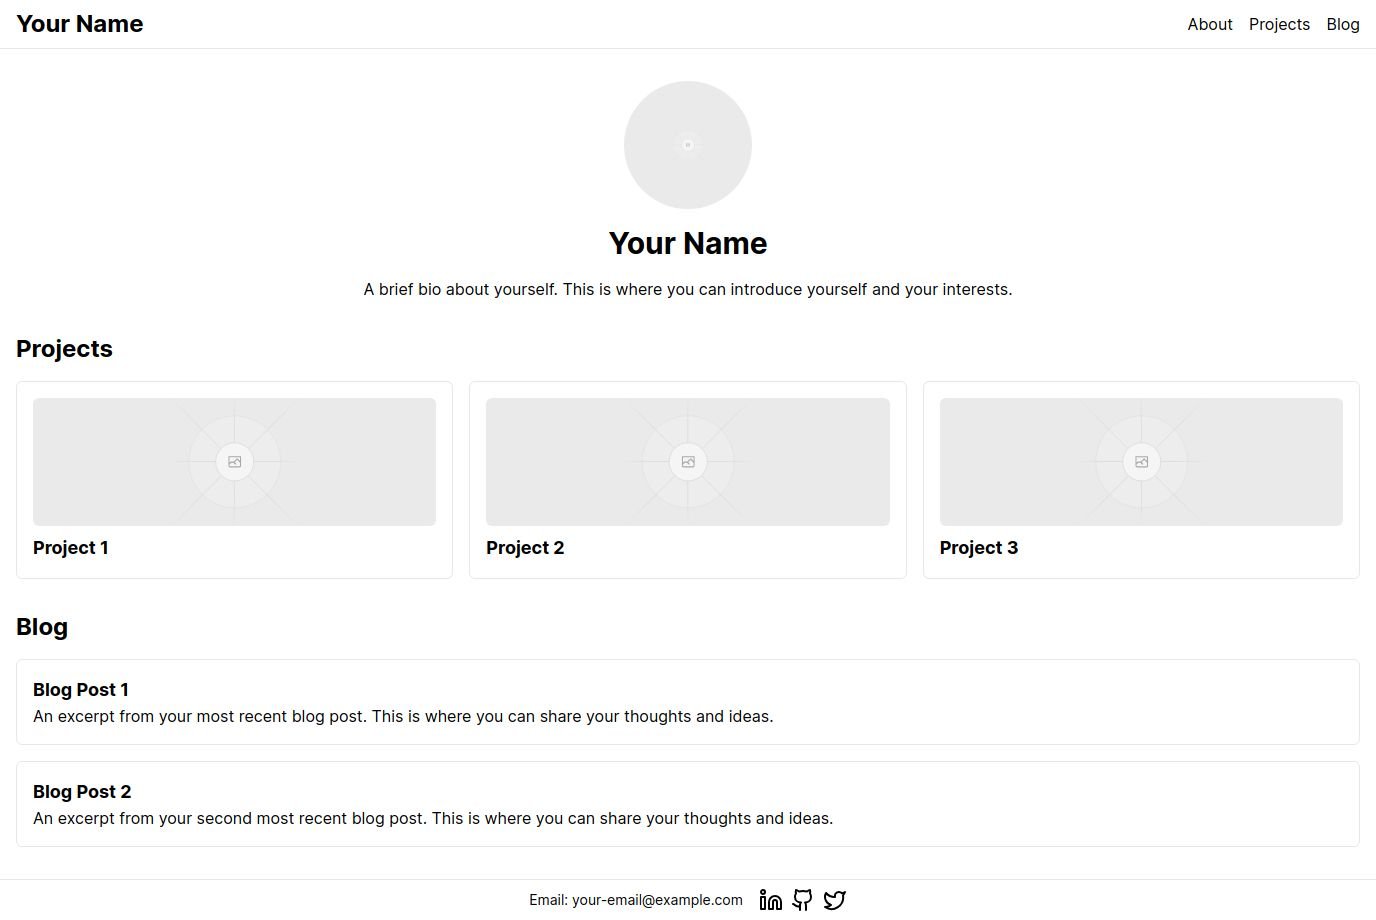 Your Name
About Projects Blog
Your Name
A brief bio about yourself. This is where you can introduce yourself and your interests.
Projects
Project 1
Project 2
Project 3
Blog
Blog Post 1
An excerpt from your most recent blog post. This is where you can share your thoughts and ideas.
Blog Post 2
An excerpt from your second most recent blog post. This is where you can share your thoughts and ideas.
Email: your-email@example.com